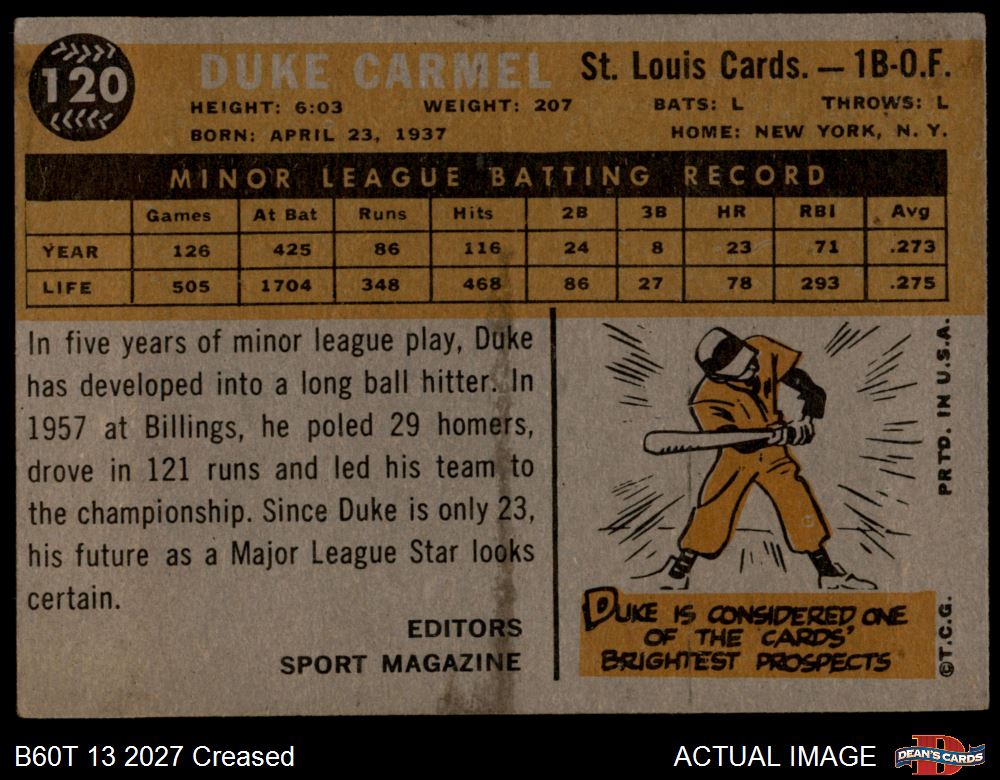 120
DUKE CARMEL St. Louis Cards. — 1B-O.F.
HEIGHT: 6:03 WEIGHT: 207 BATS: L THROWS: L
BORN: APRIL 23, 1937 HOME: NEW YORK, N. Y.
MINOR LEAGUE BATTING RECORD
Games At Bat Runs Hits 2B 3B HR RBI Avg
YEAR 126 425 86 116 24 8 23 71 .273
LIFE 505 1704 348 468 86 27 78 293 .275
In five years of minor league play, Duke
has developed into a long ball hitter. In
1957 at Billings, he poled 29 homers,
drove in 121 runs and led his team to
the championship. Since Duke is only 23,
his future as a Major League Star looks
certain.
EDITORS
SPORT MAGAZINE
DUKE IS CONSIDERED ONE
OF THE CARDS'
BRIGHTEST PROSPECTS
©T.C.G. PRTD. IN U.S.A.
B60T 13 2027 Creased
ACTUAL IMAGE
DEAN'S CARDS